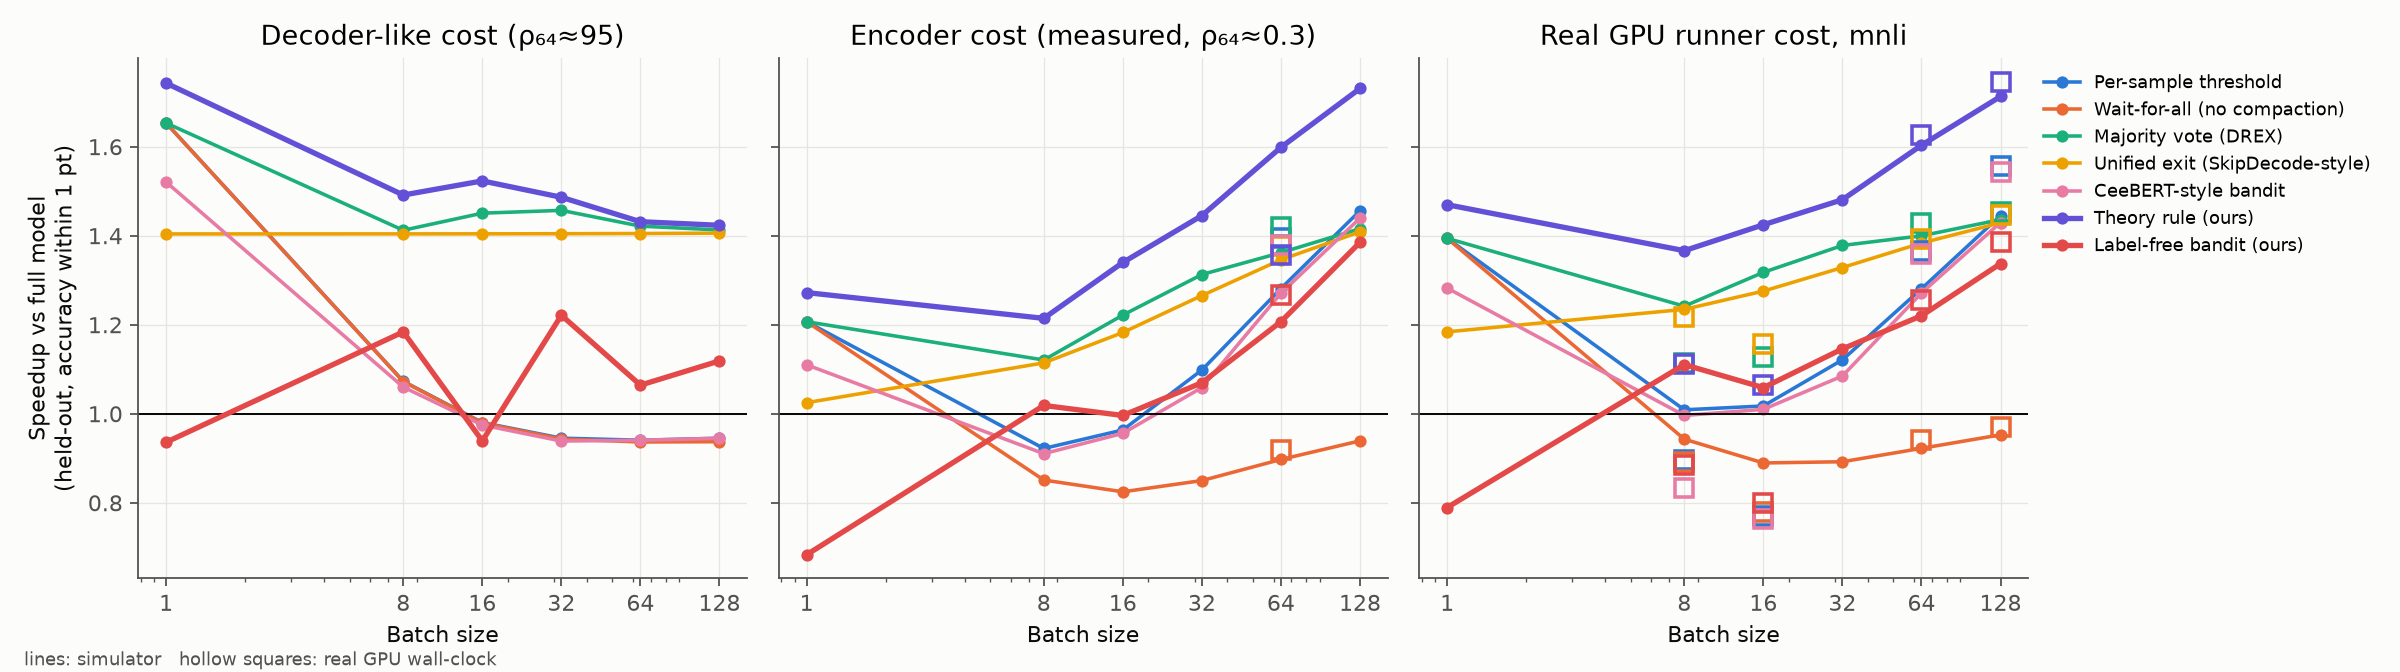 Decoder-like cost (ρ₆₄≈95)
Encoder cost (measured, ρ₆₄≈0.3)
Real GPU runner cost, mnli
Speedup vs full model
(held-out, accuracy within 1 pt)
1.6
1.4
1.2
1.0
0.8
1 8 16 32 64 128
1 8 16 32 64 128
1 8 16 32 64 128
Batch size
Batch size
Batch size
Per-sample threshold
Wait-for-all (no compaction)
Majority vote (DREX)
Unified exit (SkipDecode-style)
CeeBERT-style bandit
Theory rule (ours)
Label-free bandit (ours)
lines: simulator hollow squares: real GPU wall-clock